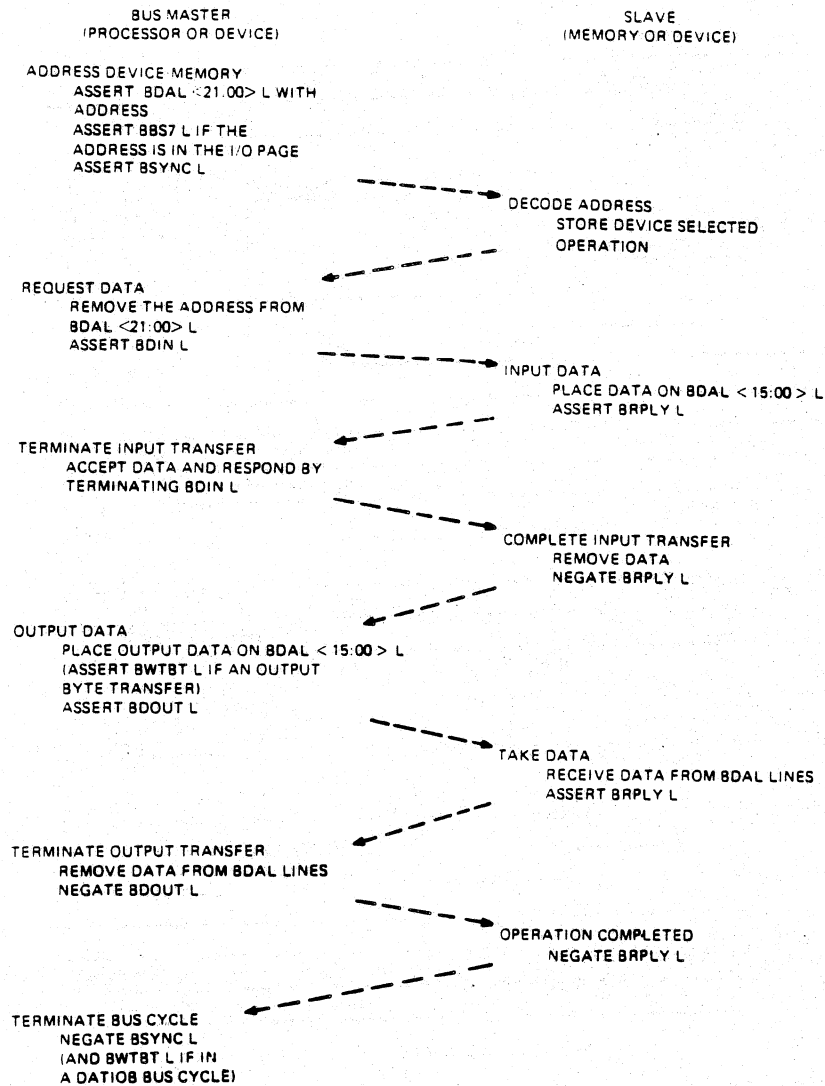 BUS MASTER
(PROCESSOR OR DEVICE)
SLAVE
(MEMORY OR DEVICE)
ADDRESS DEVICE MEMORY
ASSERT BDAL <21.00> L WITH
ADDRESS
ASSERT BBS7 L IF THE
ADDRESS IS IN THE I/O PAGE
ASSERT BSYNC L
DECODE ADDRESS
STORE DEVICE SELECTED
OPERATION
REQUEST DATA
REMOVE THE ADDRESS FROM
BDAL <21:00> L
ASSERT BDIN L
INPUT DATA
PLACE DATA ON BDAL < 15:00 > L
ASSERT BRPLY L
TERMINATE INPUT TRANSFER
ACCEPT DATA AND RESPOND BY
TERMINATING BDIN L
COMPLETE INPUT TRANSFER
REMOVE DATA
NEGATE BRPLY L
OUTPUT DATA
PLACE OUTPUT DATA ON BDAL < 15:00 > L
(ASSERT BWTBT L IF AN OUTPUT
BYTE TRANSFER)
ASSERT BDOUT L
TAKE DATA
RECEIVE DATA FROM BDAL LINES
ASSERT BRPLY L
TERMINATE OUTPUT TRANSFER
REMOVE DATA FROM BDAL LINES
NEGATE BDOUT L
OPERATION COMPLETED
NEGATE BRPLY L
TERMINATE BUS CYCLE
NEGATE BSYNC L
(AND BWTBT L IF IN
A DATIOB BUS CYCLE)